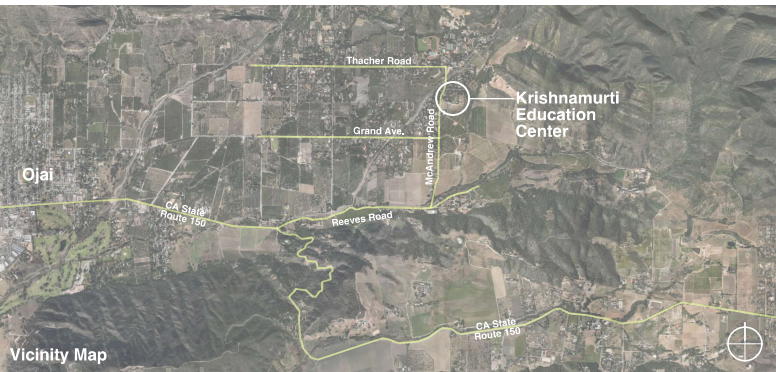 Thacher Road
Krishnamurti
Education
Center
McAndrew Road
Grand Ave.
Ojai
CA State
Route 150
Reeves Road
CA State
Route 150
Vicinity Map